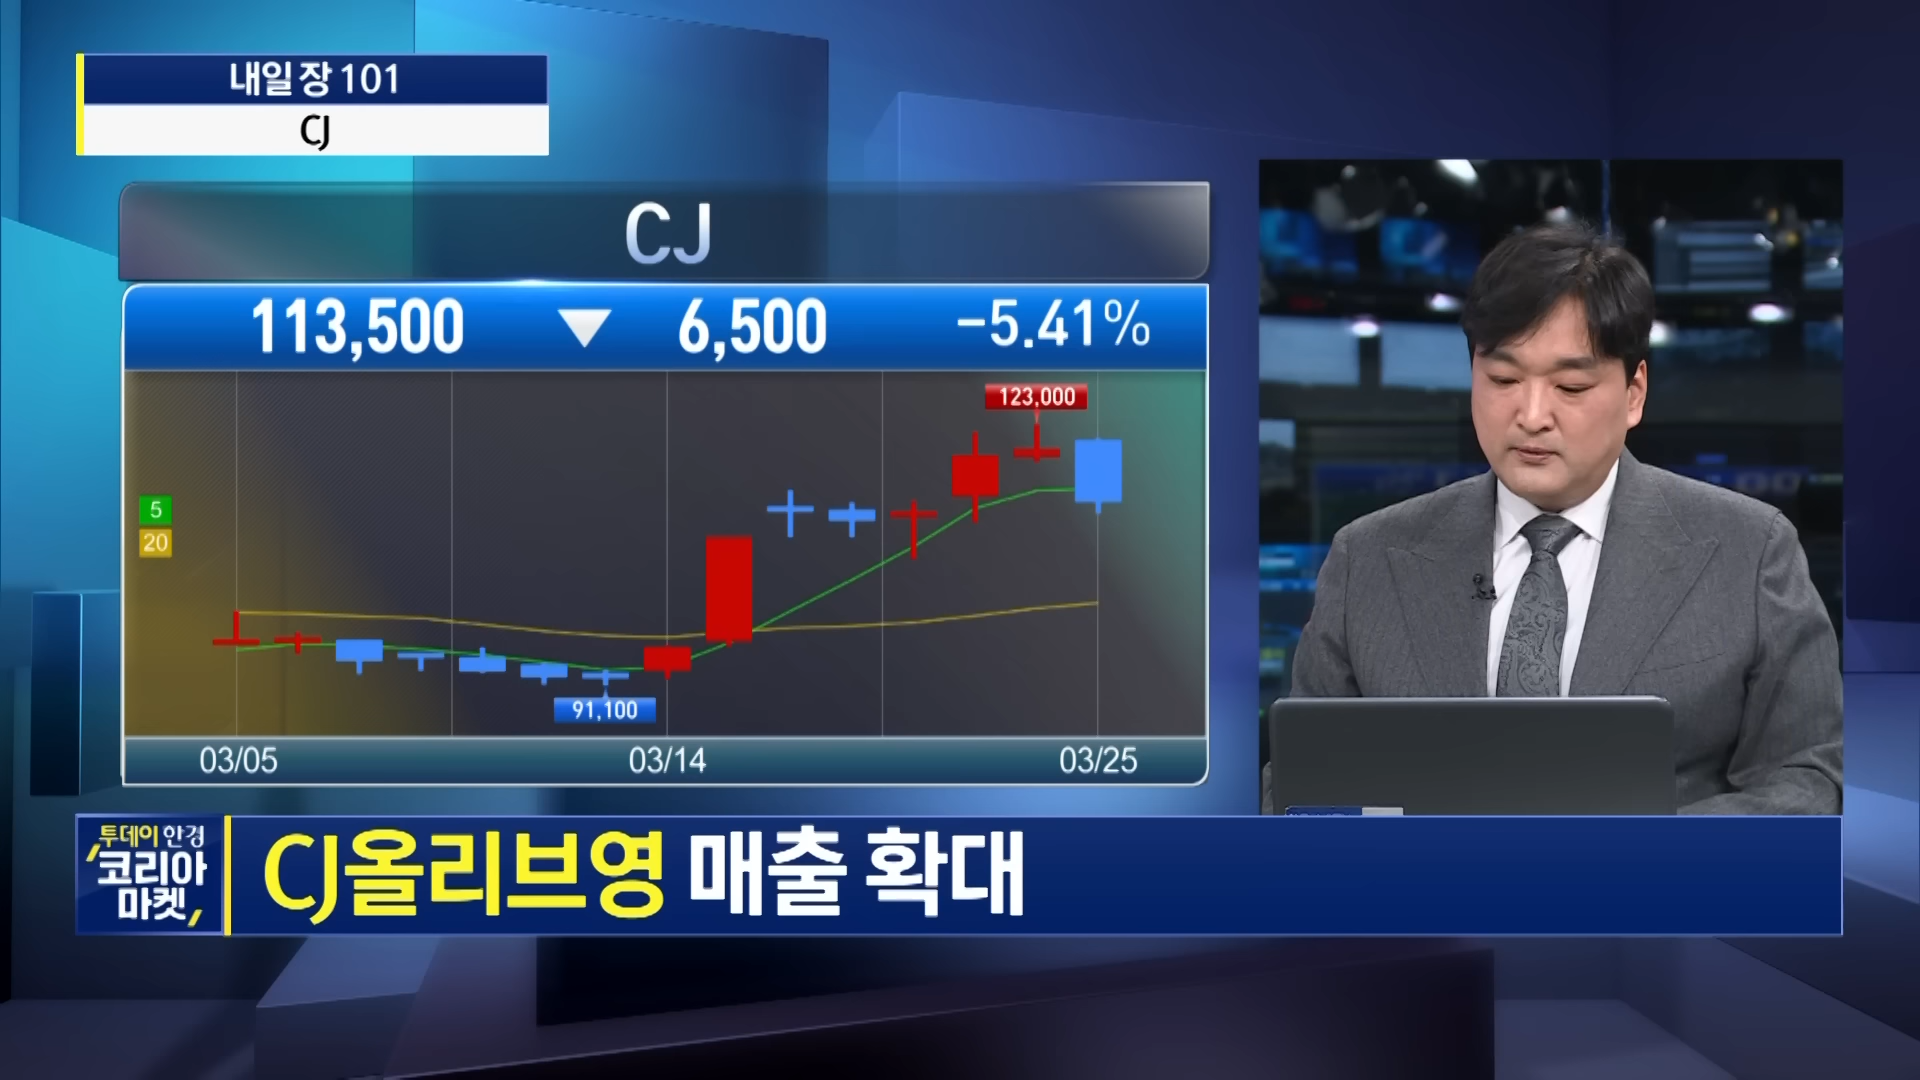 내일 장 101
CJ
CJ
113,500 ▼ 6,500 -5.41%
123,000
5
20
91,100
03/05 03/14 03/25
투데이 한경
코리아
마켓
CJ올리브영 매출 확대